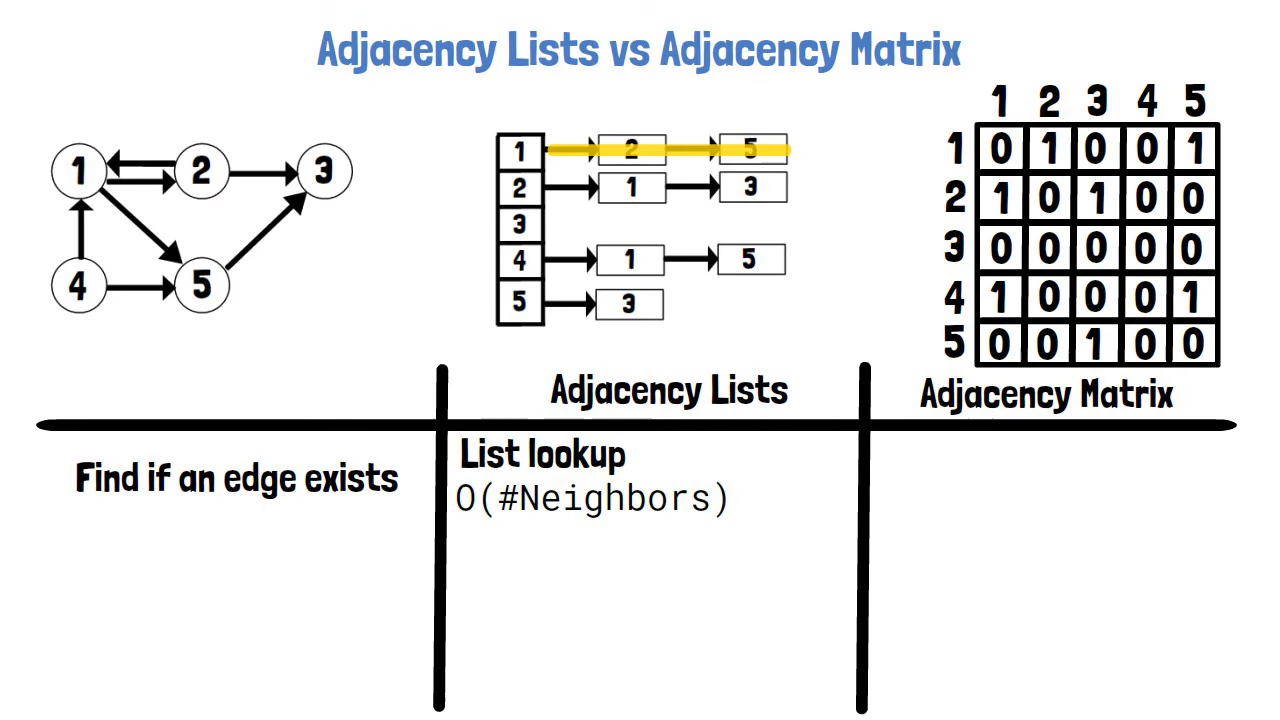 Adjacency Lists vs Adjacency Matrix
1 2 3
4 5
1 2 5
2 1 3
3
4 1 5
5 3
1 2 3 4 5
1 0 1 0 0 1
2 1 0 1 0 0
3 0 0 0 0 0
4 1 0 0 0 1
5 0 0 1 0 0
Adjacency Lists
Adjacency Matrix
Find if an edge exists
List lookup
O(#Neighbors)